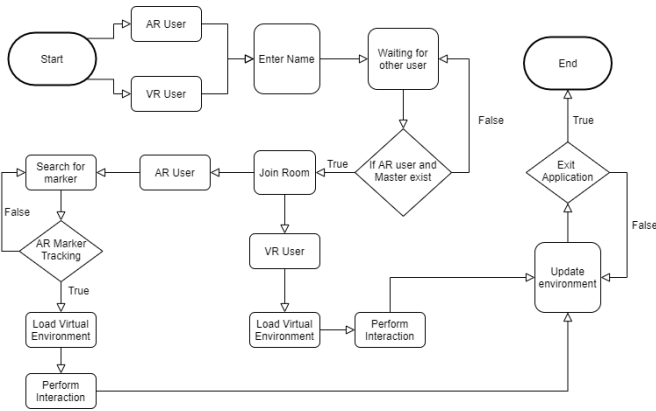 AR User
Start
VR User
Enter Name
Waiting for
other user
End
False
True
If AR user and
Master exist
True
Join Room
AR User
Search for
marker
False
AR Marker
Tracking
True
Load Virtual
Environment
Perform
Interaction
VR User
Load Virtual
Environment
Perform
Interaction
Exit
Application
False
Update
environment